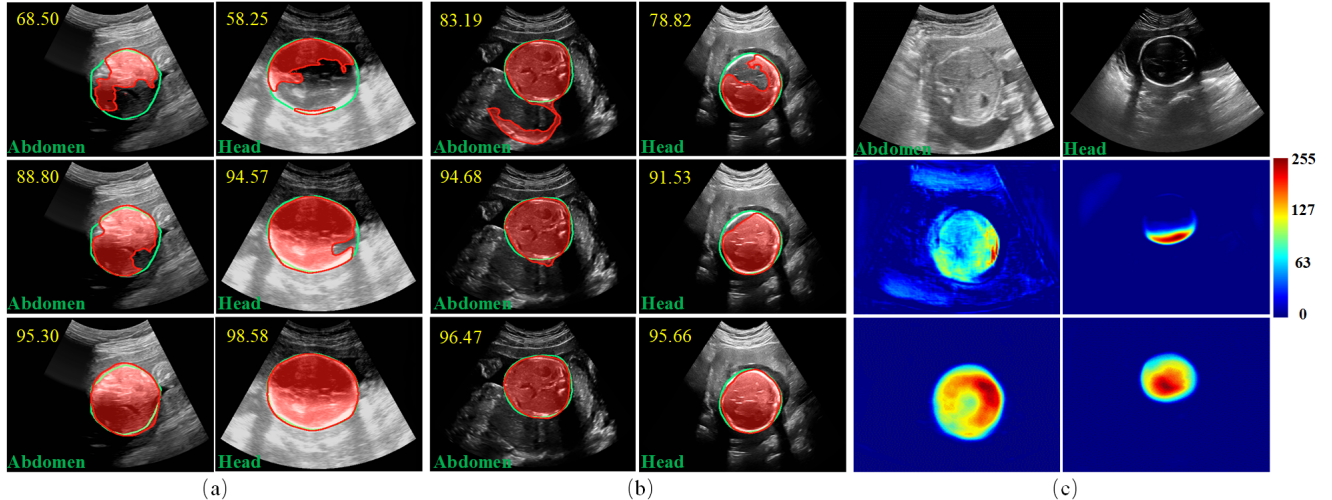 68.50
58.25
83.19
78.82
Abdomen
Head
Abdomen
Head
Abdomen
Head
88.80
94.57
94.68
91.53
255
127
63
0
Abdomen
Head
Abdomen
Head
95.30
98.58
96.47
95.66
Abdomen
Head
Abdomen
Head
(a)
(b)
(c)